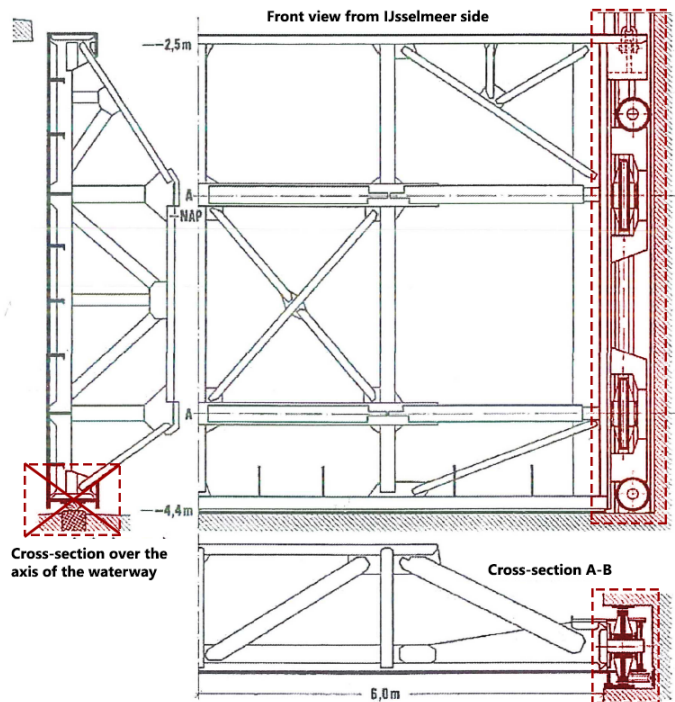 Front view from IJsselmeer side
-2,5m
A
NAP
A
-4,4m
Cross-section over the
axis of the waterway
Cross-section A-B
6,0m